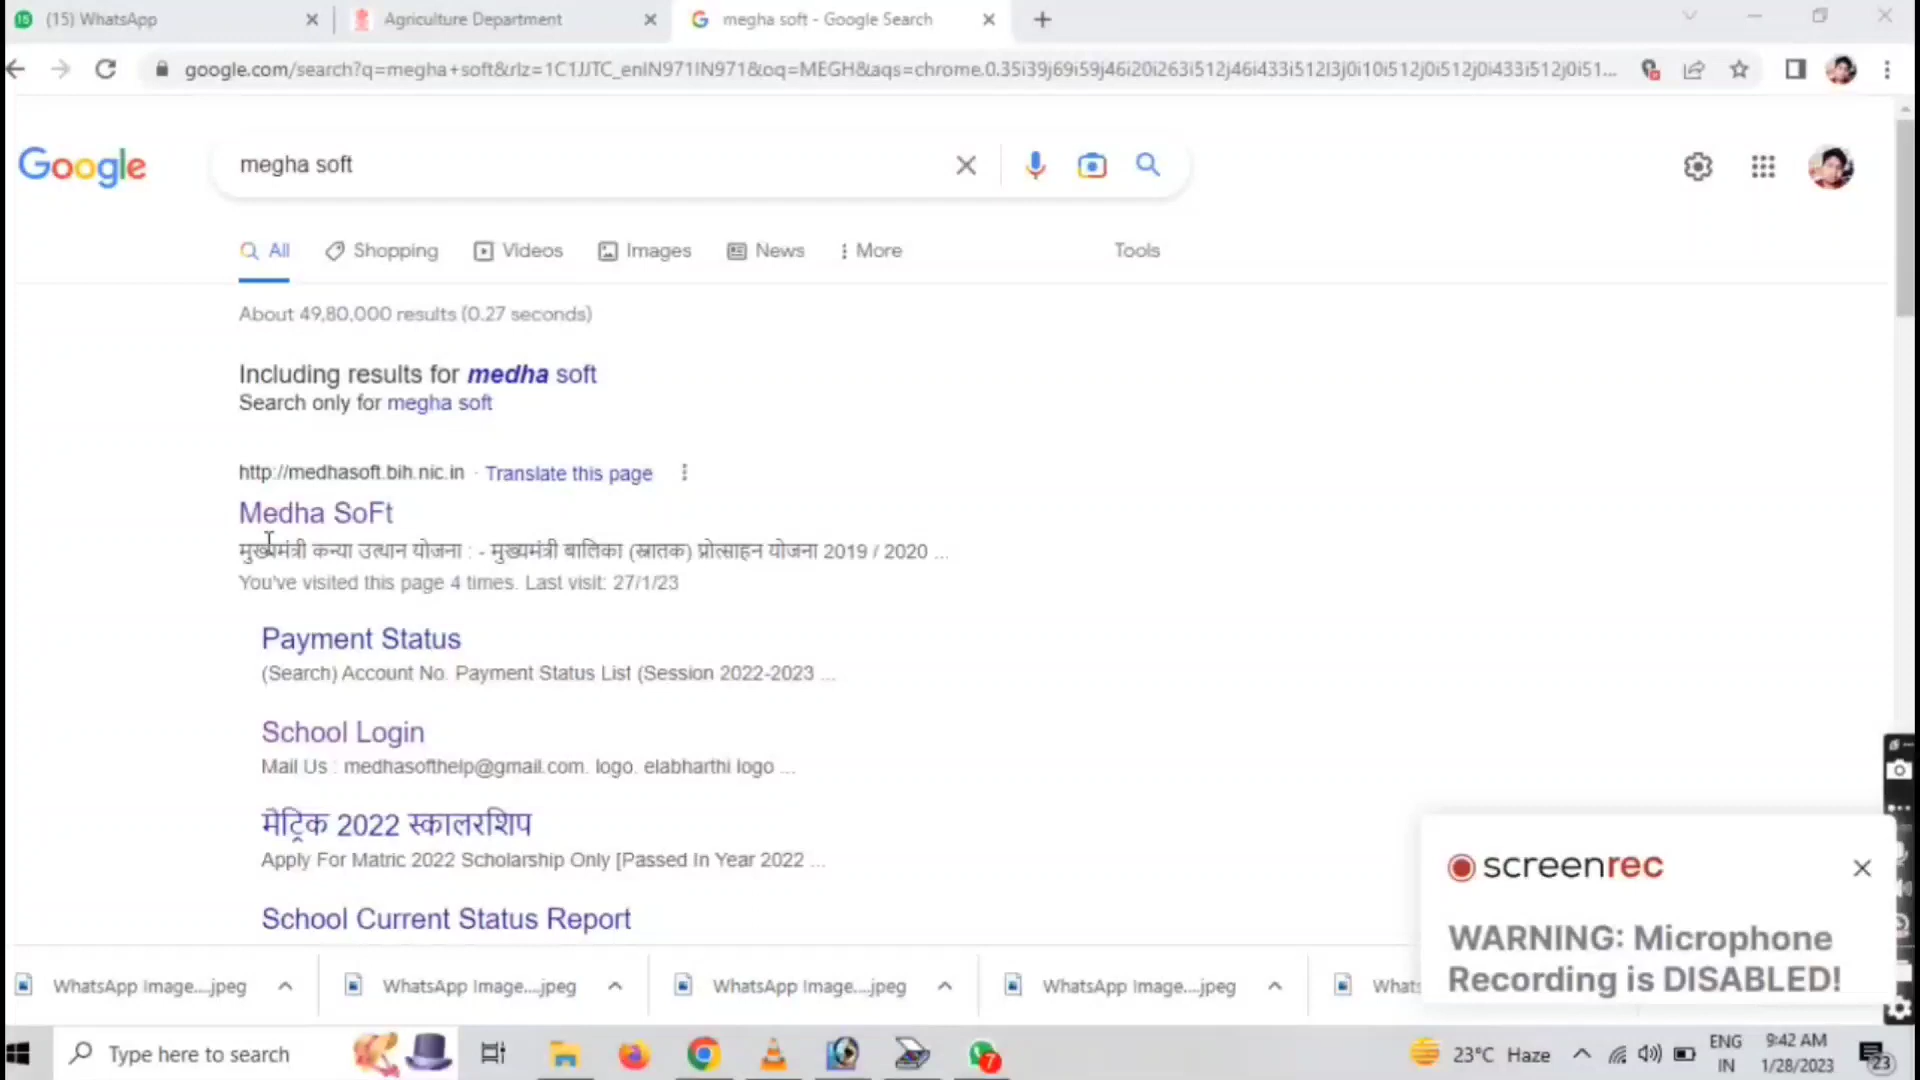 (15) WhatsApp
Agriculture Department
megha soft - Google Search
google.com/search?q=megha+soft&rlz=1C1JJTC_enIN971IN971&oq=MEGH&aqs=chrome.0.35i39j69i59j46i20i263i512j46i433i512l3j0i10i512j0i512j0i433i512j0i51...
Google
megha soft
All
Shopping
Videos
Images
News
More
Tools
About 49,80,000 results (0.27 seconds)
Including results for medha soft
Search only for megha soft
http://medhasoft.bih.nic.in · Translate this page
Medha SoFt
मुख्यमंत्री कन्या उत्थान योजना : - मुख्यमंत्री बालिका (स्नातक) प्रोत्साहन योजना 2019 / 2020 ...
You've visited this page 4 times. Last visit: 27/1/23
Payment Status
(Search) Account No. Payment Status List (Session 2022-2023 ...
School Login
Mail Us : medhasofthelp@gmail.com. logo. elabharthi logo ...
मैट्रिक 2022 स्कालरशिप
Apply For Matric 2022 Scholarship Only [Passed In Year 2022 ...
School Current Status Report
screenrec
WARNING: Microphone
Recording is DISABLED!
WhatsApp Image....jpeg
WhatsApp Image....jpeg
WhatsApp Image....jpeg
WhatsApp Image....jpeg
Whats
Type here to search
7
23°C Haze
ENG
IN
9:42 AM
1/28/2023
23